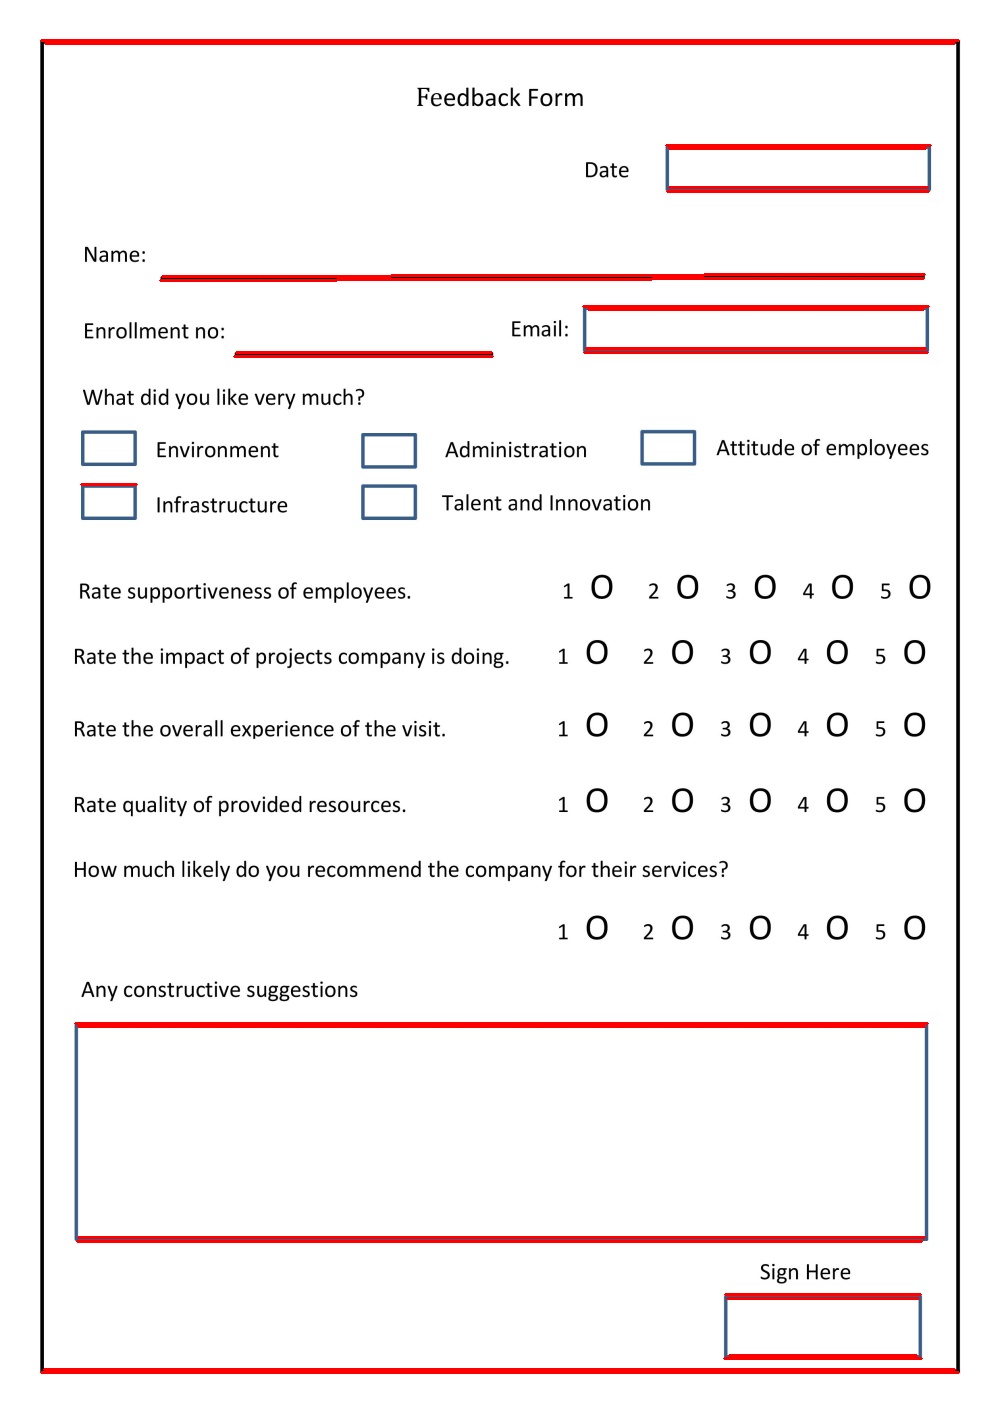 Feedback Form
Date
Name:
Enrollment no:
Email:
What did you like very much?
Environment
Administration
Attitude of employees
Infrastructure
Talent and Innovation
Rate supportiveness of employees. 1 O 2 O 3 O 4 O 5 O
Rate the impact of projects company is doing. 1 O 2 O 3 O 4 O 5 O
Rate the overall experience of the visit. 1 O 2 O 3 O 4 O 5 O
Rate quality of provided resources. 1 O 2 O 3 O 4 O 5 O
How much likely do you recommend the company for their services?
1 O 2 O 3 O 4 O 5 O
Any constructive suggestions
Sign Here